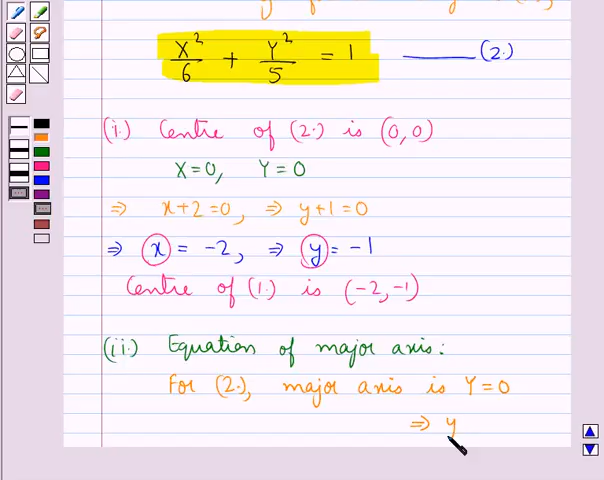 X²/6 + Y²/5 = 1 ——— (2.)
(i.) Centre of (2.) is (0,0)
X=0, Y=0
⇒ x+2=0, ⇒ y+1=0
⇒ x = -2, ⇒ y = -1
Centre of (1.) is (-2,-1)
(ii.) Equation of major axis:
For (2.), major axis is Y=0
⇒ y